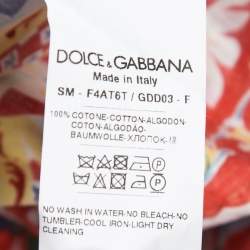 DOLCE & GABBANA
Made in Italy
SM - F4AT6T / GDD03 - F
100% COTONE-COTTON-ALGODON-
COTON-ALGODÃO-
BAUMWOLLE-ХЛОПОК-棉
NO WASH IN WATER-NO BLEACH-NO
TUMBLER-COOL IRON-LIGHT DRY
CLEANING